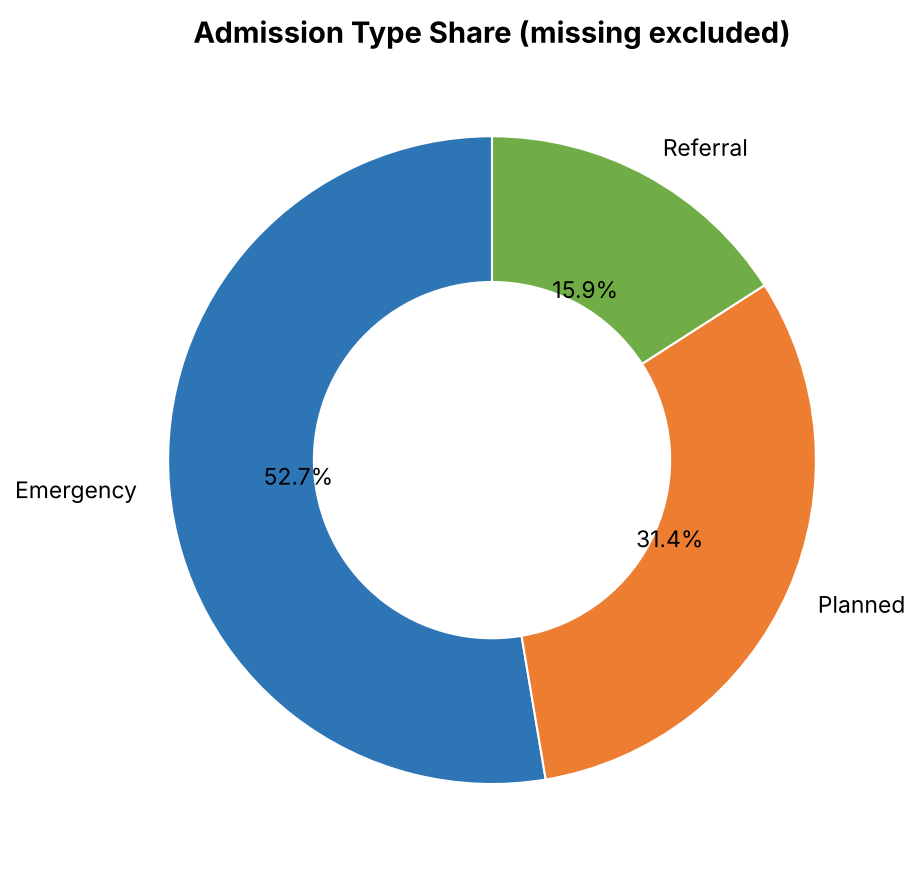 Admission Type Share (missing excluded)
Referral
15.9%
52.7%
Emergency
31.4%
Planned